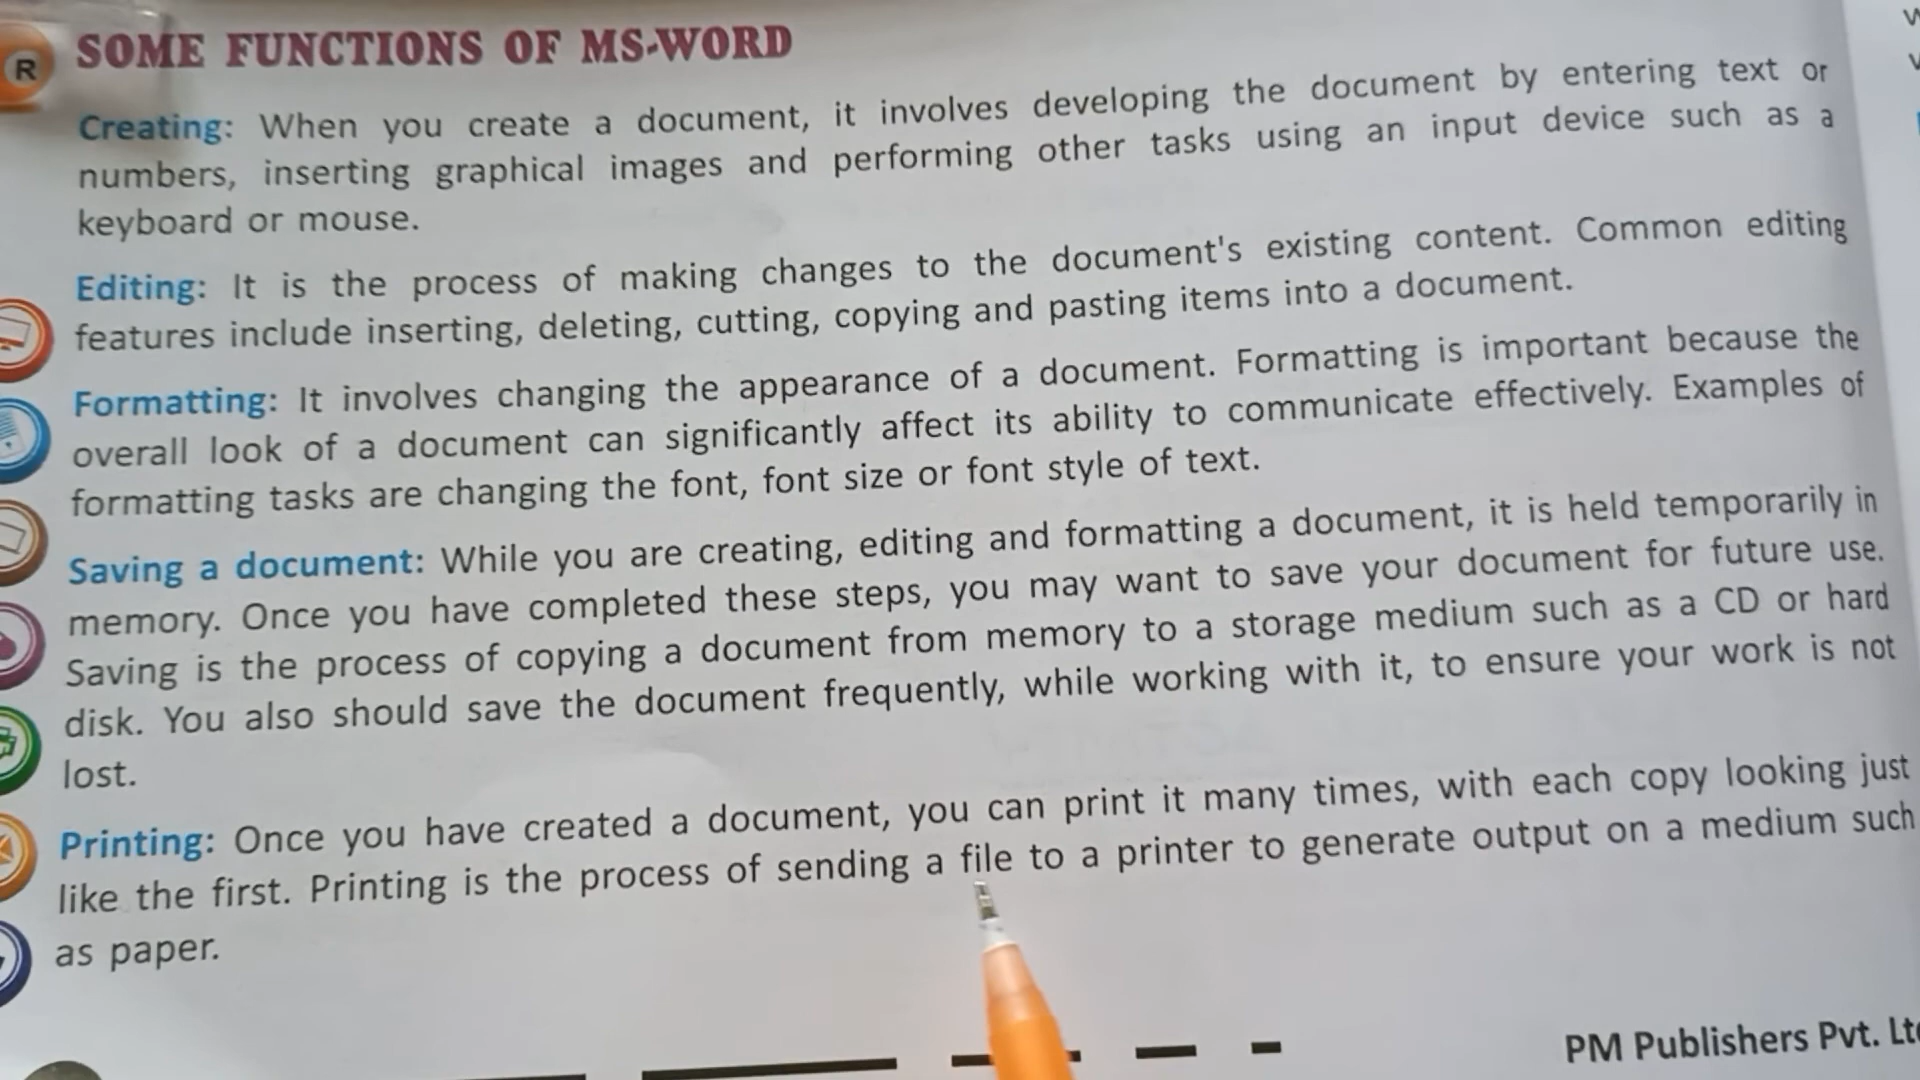 R
SOME FUNCTIONS OF MS-WORD
Creating: When you create a document, it involves developing the document by entering text or
numbers, inserting graphical images and performing other tasks using an input device such as a
keyboard or mouse.
Editing: It is the process of making changes to the document's existing content. Common editing
features include inserting, deleting, cutting, copying and pasting items into a document.
Formatting: It involves changing the appearance of a document. Formatting is important because the
overall look of a document can significantly affect its ability to communicate effectively. Examples of
formatting tasks are changing the font, font size or font style of text.
Saving a document: While you are creating, editing and formatting a document, it is held temporarily in
memory. Once you have completed these steps, you may want to save your document for future use.
Saving is the process of copying a document from memory to a storage medium such as a CD or hard
disk. You also should save the document frequently, while working with it, to ensure your work is not
lost.
Printing: Once you have created a document, you can print it many times, with each copy looking just
like the first. Printing is the process of sending a file to a printer to generate output on a medium such
as paper.
PM Publishers Pvt.